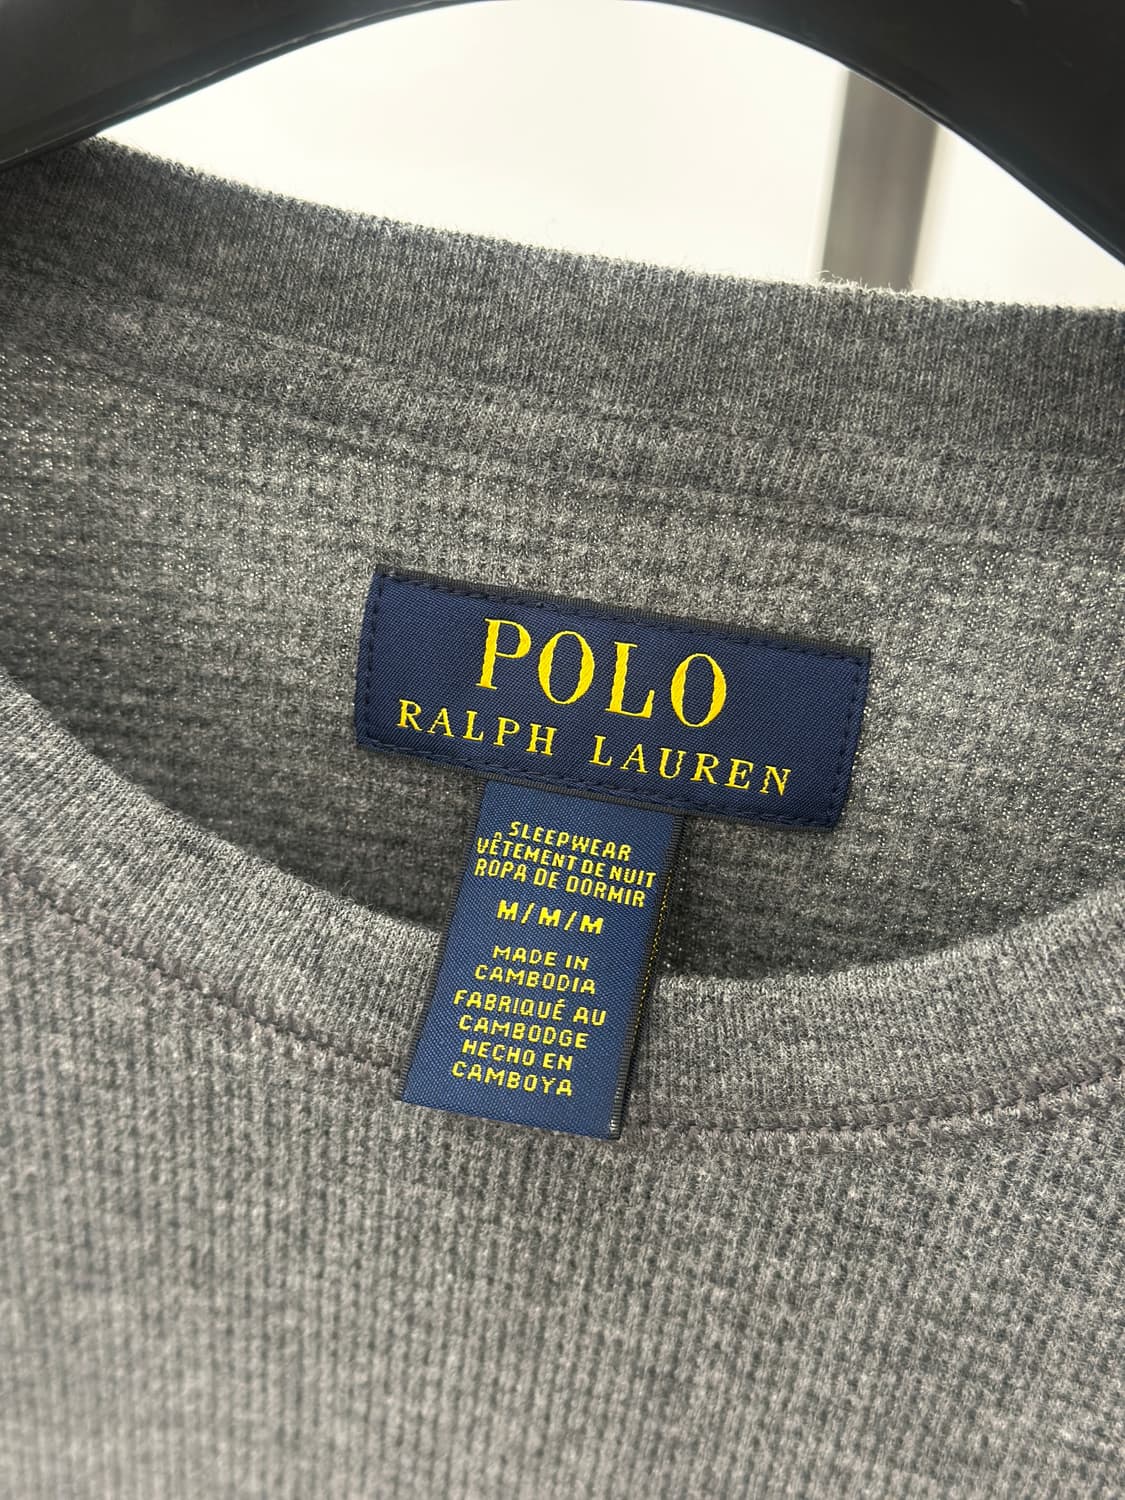 POLO
RALPH LAUREN
SLEEPWEAR
VÊTEMENT DE NUIT
ROPA DE DORMIR
M/M/M
MADE IN
CAMBODIA
FABRIQUÉ AU
CAMBODGE
HECHO EN
CAMBOYA